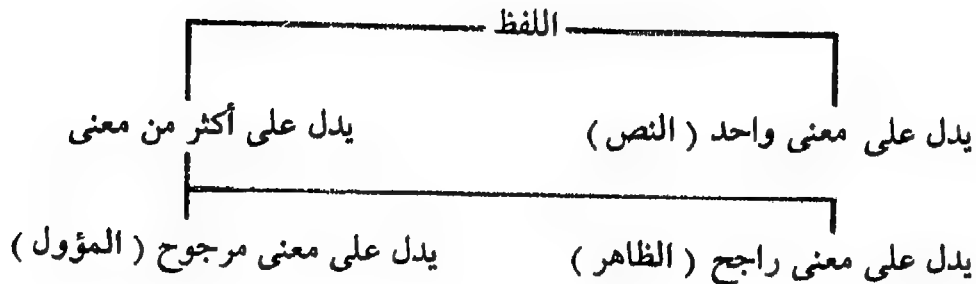 اللفظ
يدل على معنى واحد ( النص )
يدل على أكثر من معنى
يدل على معنى راجح ( الظاهر )
يدل على معنى مرجوح ( المؤول )